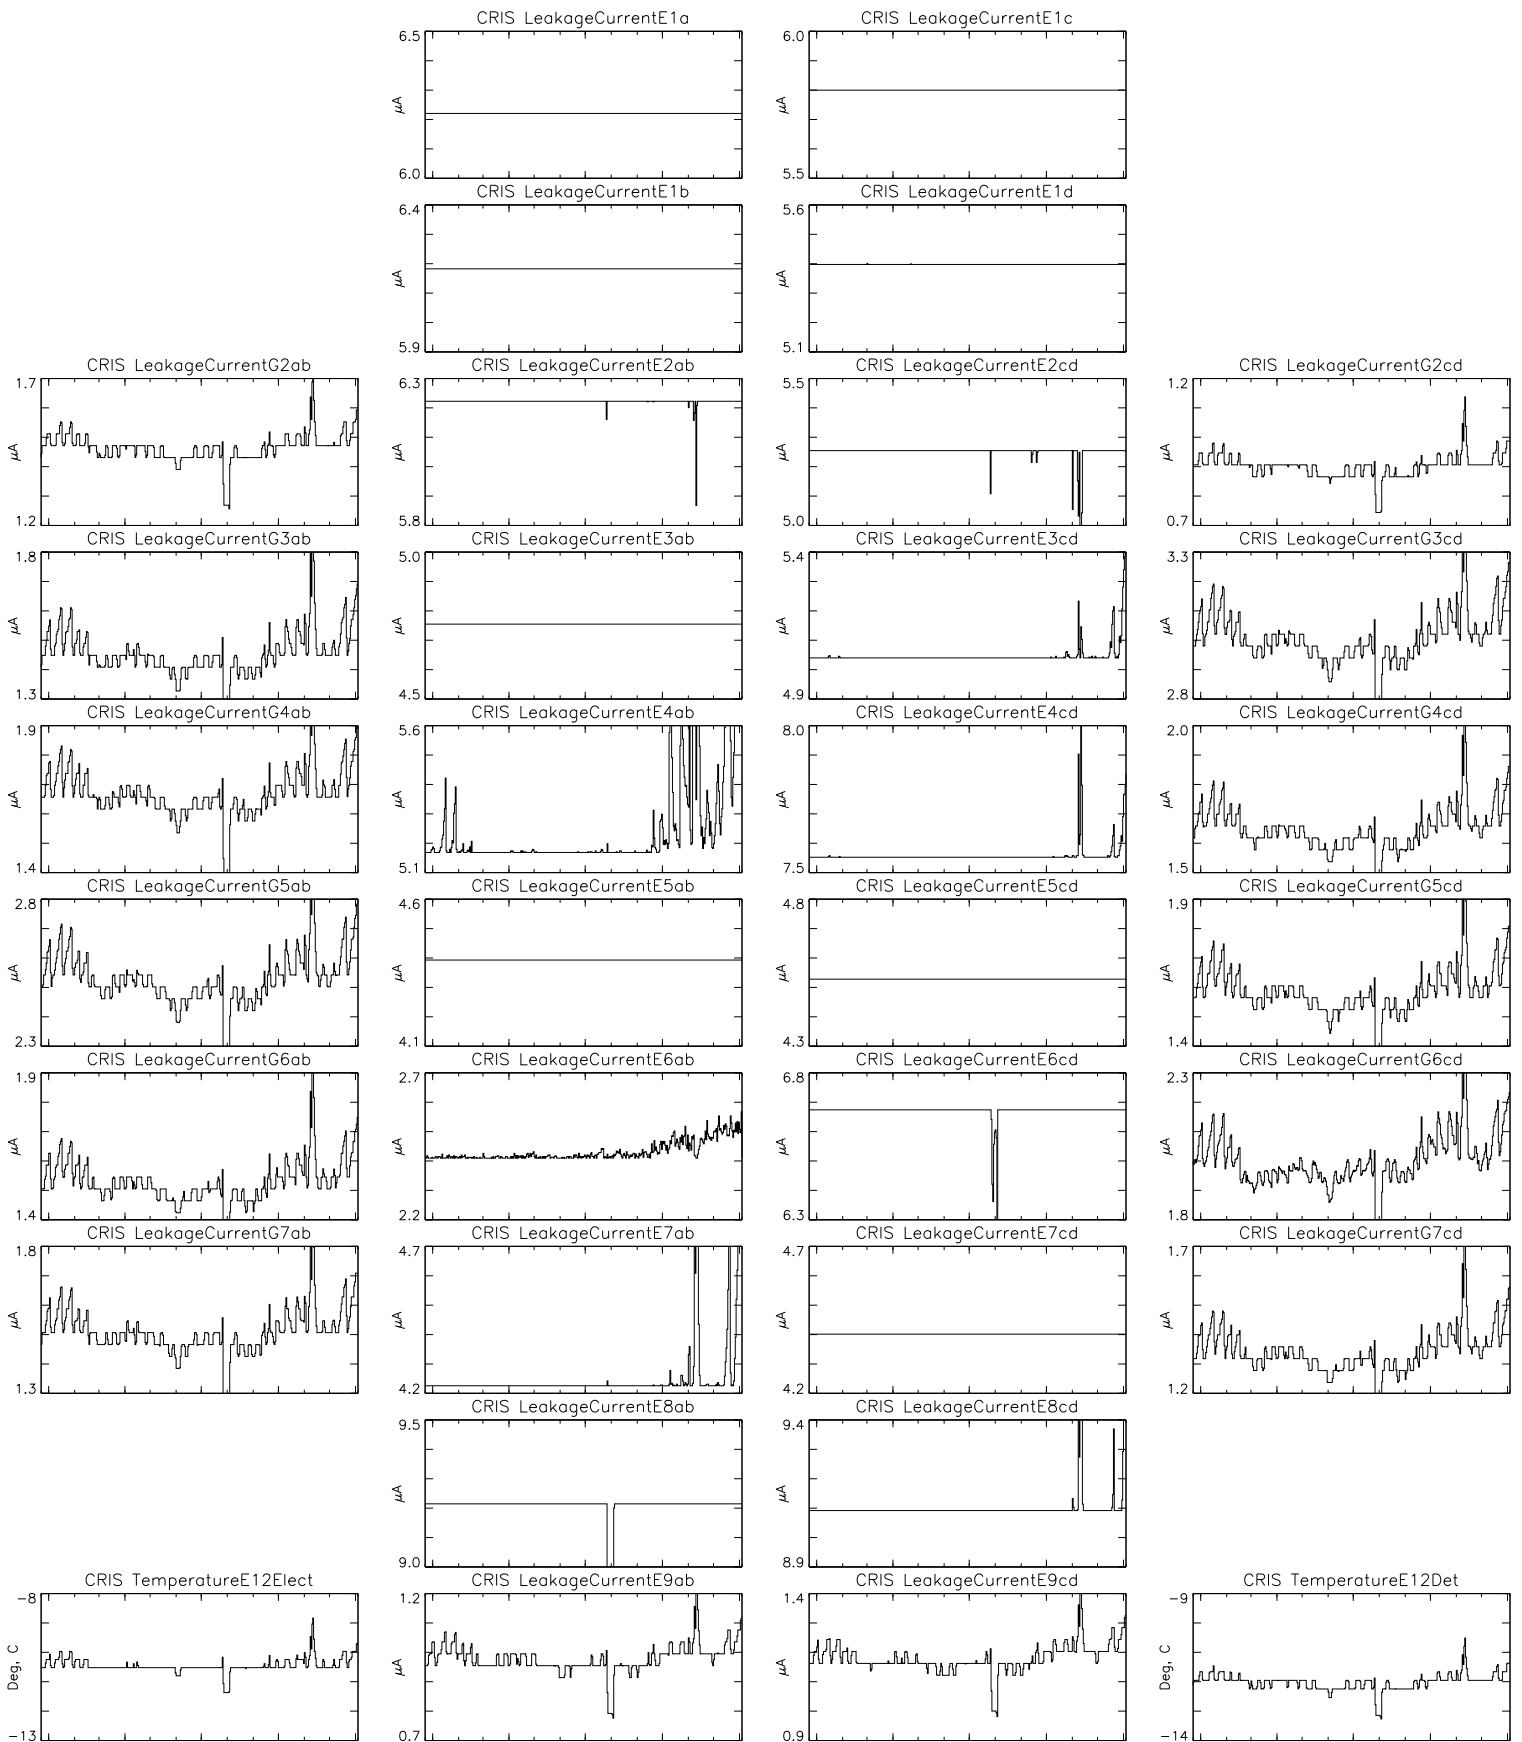 CRIS LeakageCurrentE1a
CRIS LeakageCurrentE1c
6.5
μA
6.0
6.0
μA
5.5
CRIS LeakageCurrentE1b
CRIS LeakageCurrentE1d
6.4
μA
5.9
5.6
μA
5.1
CRIS LeakageCurrentG2ab
CRIS LeakageCurrentE2ab
CRIS LeakageCurrentE2cd
CRIS LeakageCurrentG2cd
1.7
μA
1.2
6.3
μA
5.8
5.5
μA
5.0
1.2
μA
0.7
CRIS LeakageCurrentG3ab
CRIS LeakageCurrentE3ab
CRIS LeakageCurrentE3cd
CRIS LeakageCurrentG3cd
1.8
μA
1.3
5.0
μA
4.5
5.4
μA
4.9
3.3
μA
2.8
CRIS LeakageCurrentG4ab
CRIS LeakageCurrentE4ab
CRIS LeakageCurrentE4cd
CRIS LeakageCurrentG4cd
1.9
μA
1.4
5.6
μA
5.1
8.0
μA
7.5
2.0
μA
1.5
CRIS LeakageCurrentG5ab
CRIS LeakageCurrentE5ab
CRIS LeakageCurrentE5cd
CRIS LeakageCurrentG5cd
2.8
μA
2.3
4.6
μA
4.1
4.8
μA
4.3
1.9
μA
1.4
CRIS LeakageCurrentG6ab
CRIS LeakageCurrentE6ab
CRIS LeakageCurrentE6cd
CRIS LeakageCurrentG6cd
1.9
μA
1.4
2.7
μA
2.2
6.8
μA
6.3
2.3
μA
1.8
CRIS LeakageCurrentG7ab
CRIS LeakageCurrentE7ab
CRIS LeakageCurrentE7cd
CRIS LeakageCurrentG7cd
1.8
μA
1.3
4.7
μA
4.2
4.7
μA
4.2
1.7
μA
1.2
CRIS LeakageCurrentE8ab
CRIS LeakageCurrentE8cd
9.5
μA
9.0
9.4
μA
8.9
CRIS TemperatureE12Elect
CRIS LeakageCurrentE9ab
CRIS LeakageCurrentE9cd
CRIS TemperatureE12Det
-8
Deg, C
-13
1.2
μA
0.7
1.4
μA
0.9
-9
Deg, C
-14